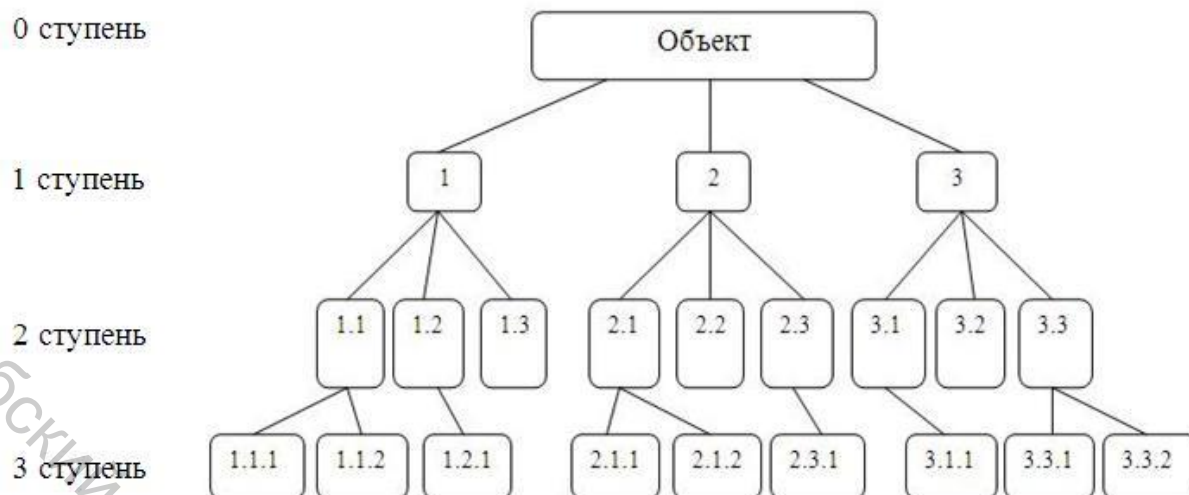 0 ступень
Объект
1 ступень
1 2 3
2 ступень
1.1 1.2 1.3 2.1 2.2 2.3 3.1 3.2 3.3
3 ступень
1.1.1 1.1.2 1.2.1 2.1.1 2.1.2 2.3.1 3.1.1 3.3.1 3.3.2